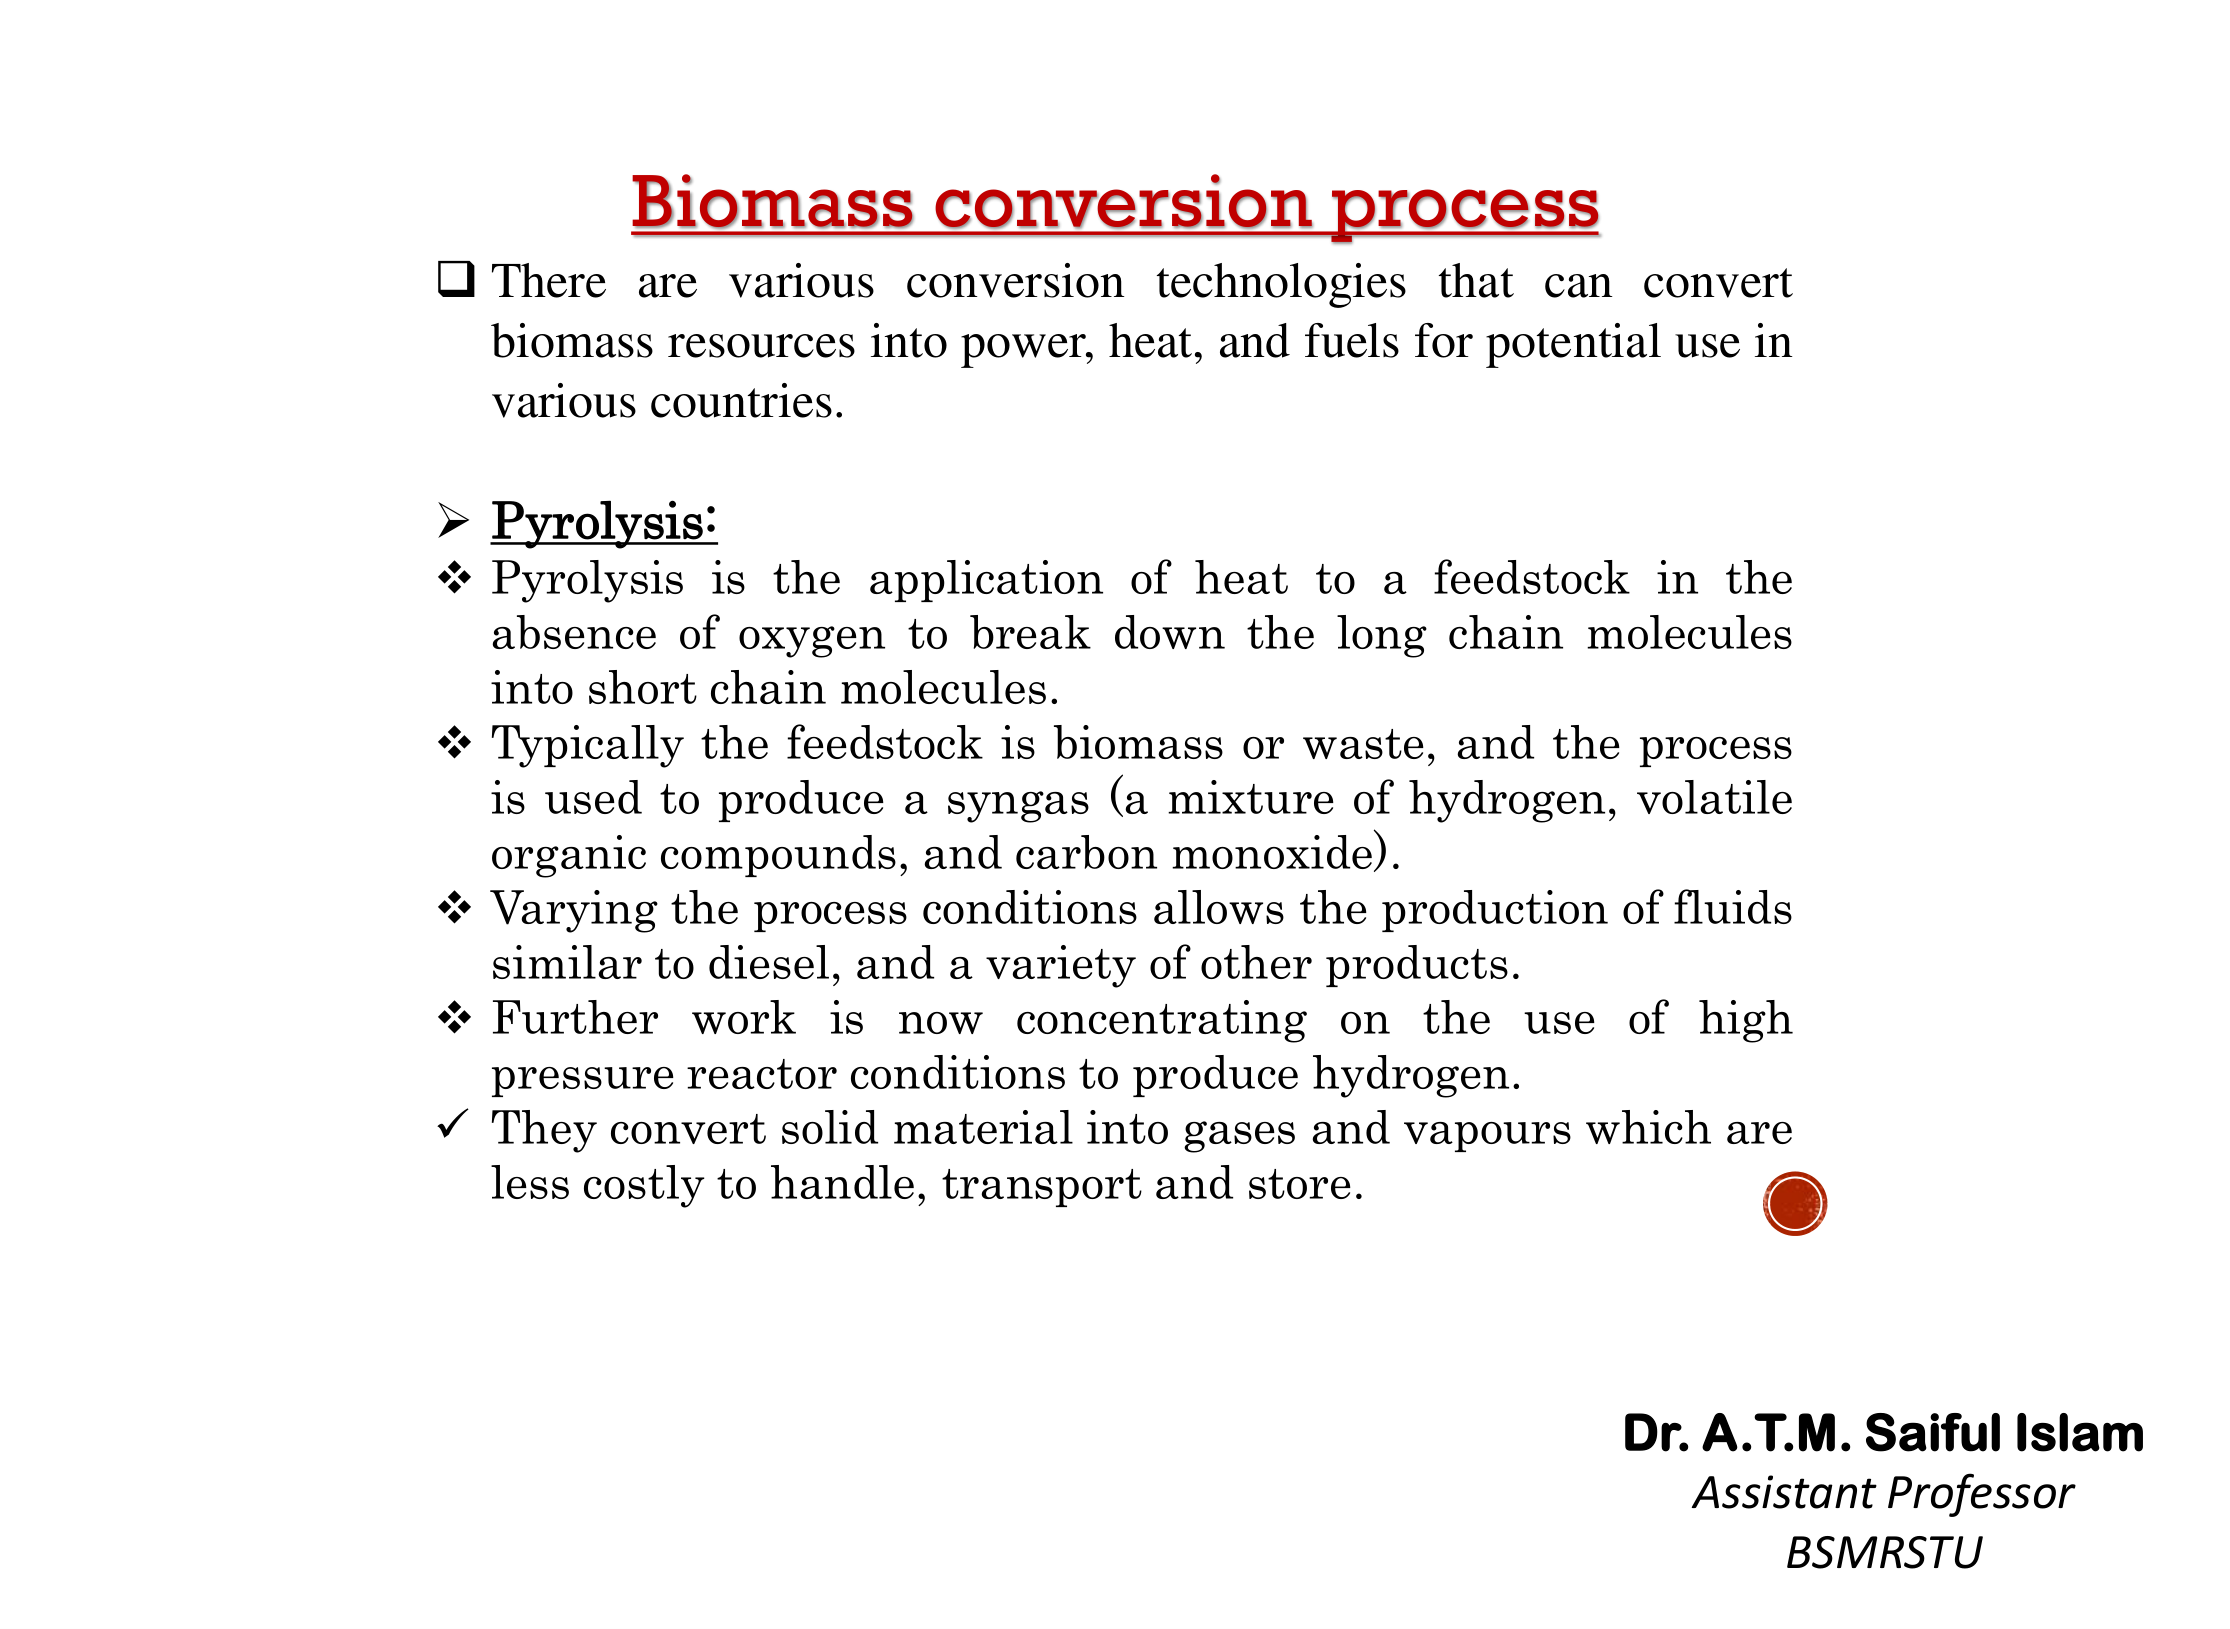 Biomass conversion process
❑ There are various conversion technologies that can convert
biomass resources into power, heat, and fuels for potential use in
various countries.
➢ Pyrolysis:
❖ Pyrolysis is the application of heat to a feedstock in the
absence of oxygen to break down the long chain molecules
into short chain molecules.
❖ Typically the feedstock is biomass or waste, and the process
is used to produce a syngas (a mixture of hydrogen, volatile
organic compounds, and carbon monoxide).
❖ Varying the process conditions allows the production of fluids
similar to diesel, and a variety of other products.
❖ Further work is now concentrating on the use of high
pressure reactor conditions to produce hydrogen.
✓ They convert solid material into gases and vapours which are
less costly to handle, transport and store.
Dr. A.T.M. Saiful Islam
Assistant Professor
BSMRSTU